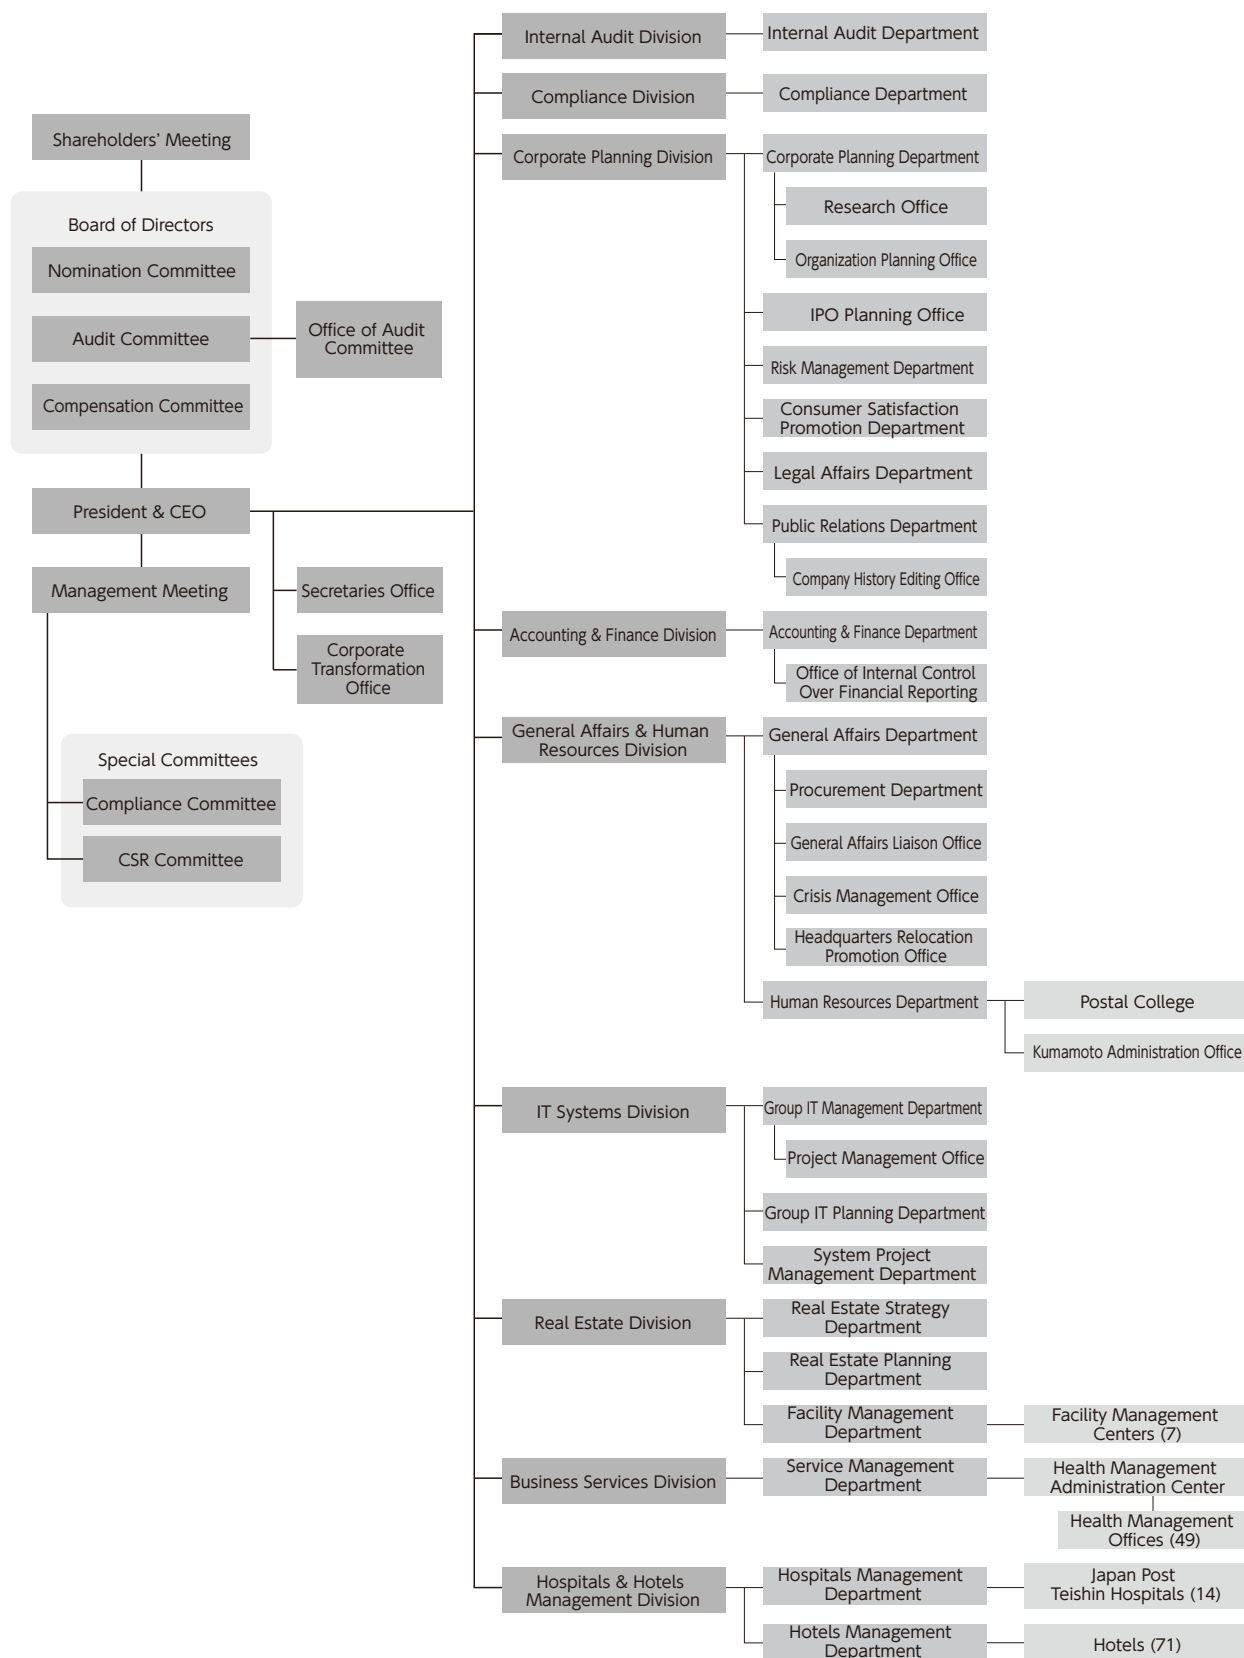 Shareholders' Meeting
Board of Directors
Nomination Committee
Audit Committee
Compensation Committee
Office of Audit
Committee
President & CEO
Management Meeting
Secretaries Office
Corporate
Transformation
Office
Special Committees
Compliance Committee
CSR Committee
Internal Audit Division
Internal Audit Department
Compliance Division
Compliance Department
Corporate Planning Division
Corporate Planning Department
Research Office
Organization Planning Office
IPO Planning Office
Risk Management Department
Consumer Satisfaction
Promotion Department
Legal Affairs Department
Public Relations Department
Company History Editing Office
Accounting & Finance Division
Accounting & Finance Department
Office of Internal Control
Over Financial Reporting
General Affairs & Human
Resources Division
General Affairs Department
Procurement Department
General Affairs Liaison Office
Crisis Management Office
Headquarters Relocation
Promotion Office
Human Resources Department
Postal College
Kumamoto Administration Office
IT Systems Division
Group IT Management Department
Project Management Office
Group IT Planning Department
System Project
Management Department
Real Estate Division
Real Estate Strategy
Department
Real Estate Planning
Department
Facility Management
Department
Facility Management
Centers (7)
Business Services Division
Service Management
Department
Health Management
Administration Center
Health Management
Offices (49)
Hospitals & Hotels
Management Division
Hospitals Management
Department
Japan Post
Teishin Hospitals (14)
Hotels Management
Department
Hotels (71)